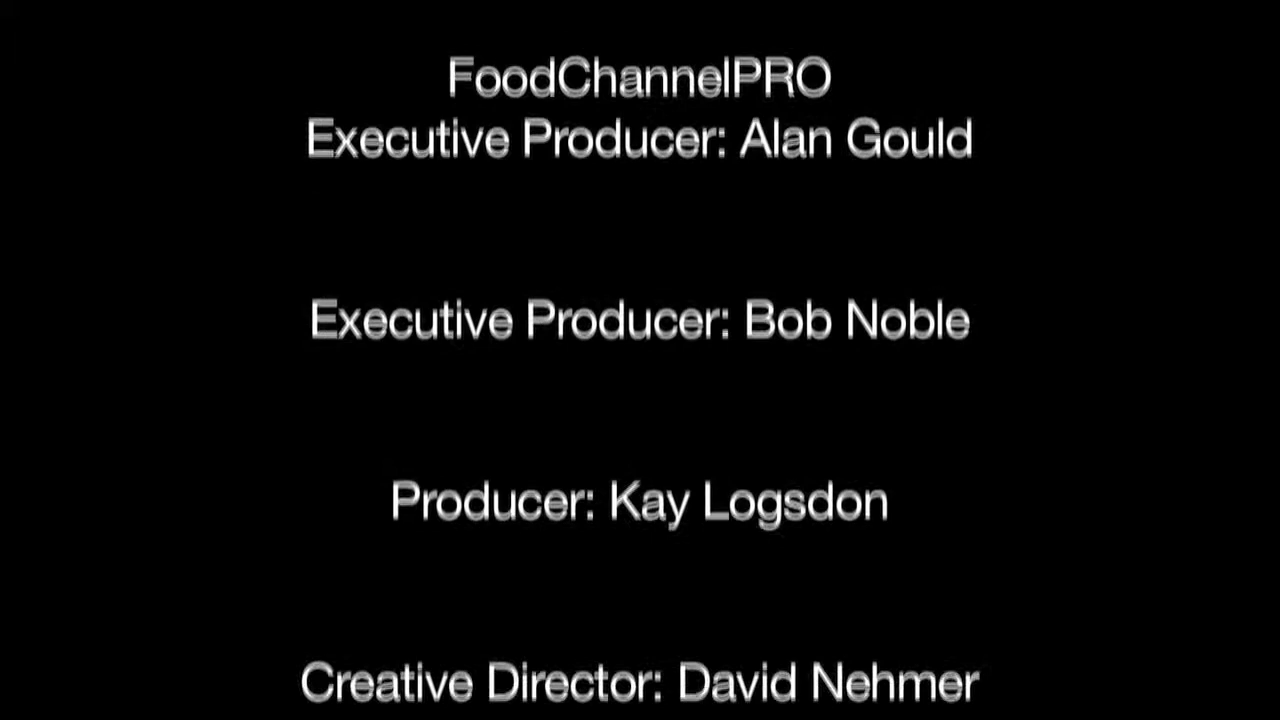 FoodChannelPRO
Executive Producer: Alan Gould
Executive Producer: Bob Noble
Producer: Kay Logsdon
Creative Director: David Nehmer